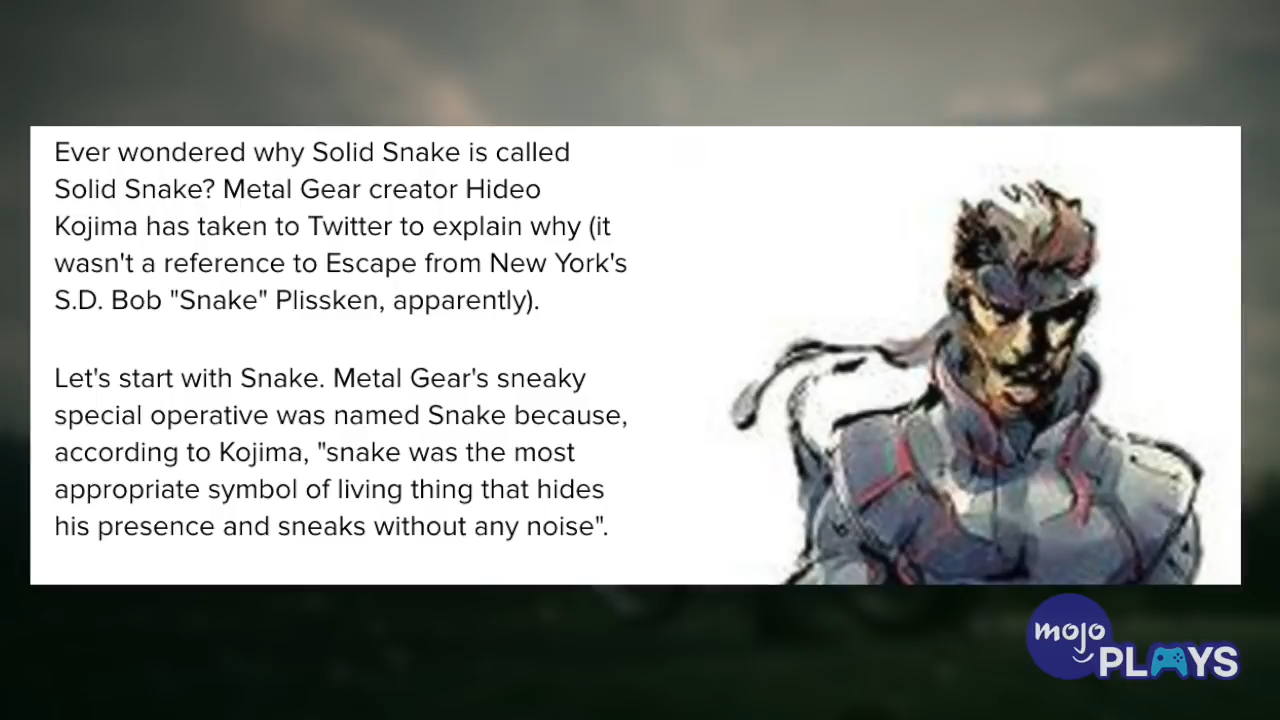 Ever wondered why Solid Snake is called
Solid Snake? Metal Gear creator Hideo
Kojima has taken to Twitter to explain why (it
wasn't a reference to Escape from New York's
S.D. Bob "Snake" Plissken, apparently).
Let's start with Snake. Metal Gear's sneaky
special operative was named Snake because,
according to Kojima, "snake was the most
appropriate symbol of living thing that hides
his presence and sneaks without any noise".
mojo
PLAYS